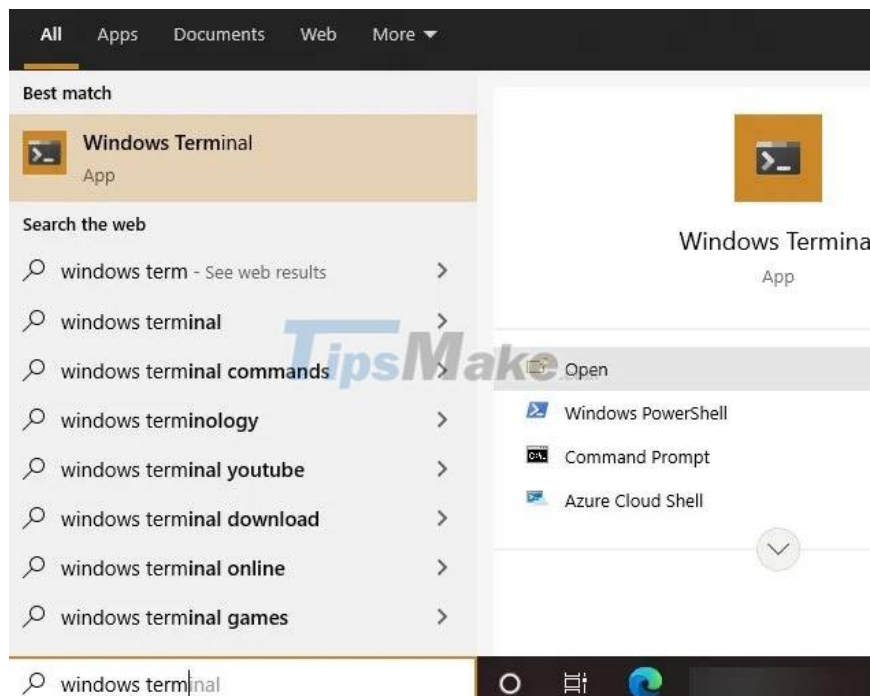 All Apps Documents Web More
Best match
Windows Terminal
App
Search the web
windows term - See web results
windows terminal
windows terminal commands
windows terminology
windows terminal youtube
windows terminal download
windows terminal online
windows terminal games
windows terminal
Windows Termina
App
Open
Windows PowerShell
Command Prompt
Azure Cloud Shell
TipsMake